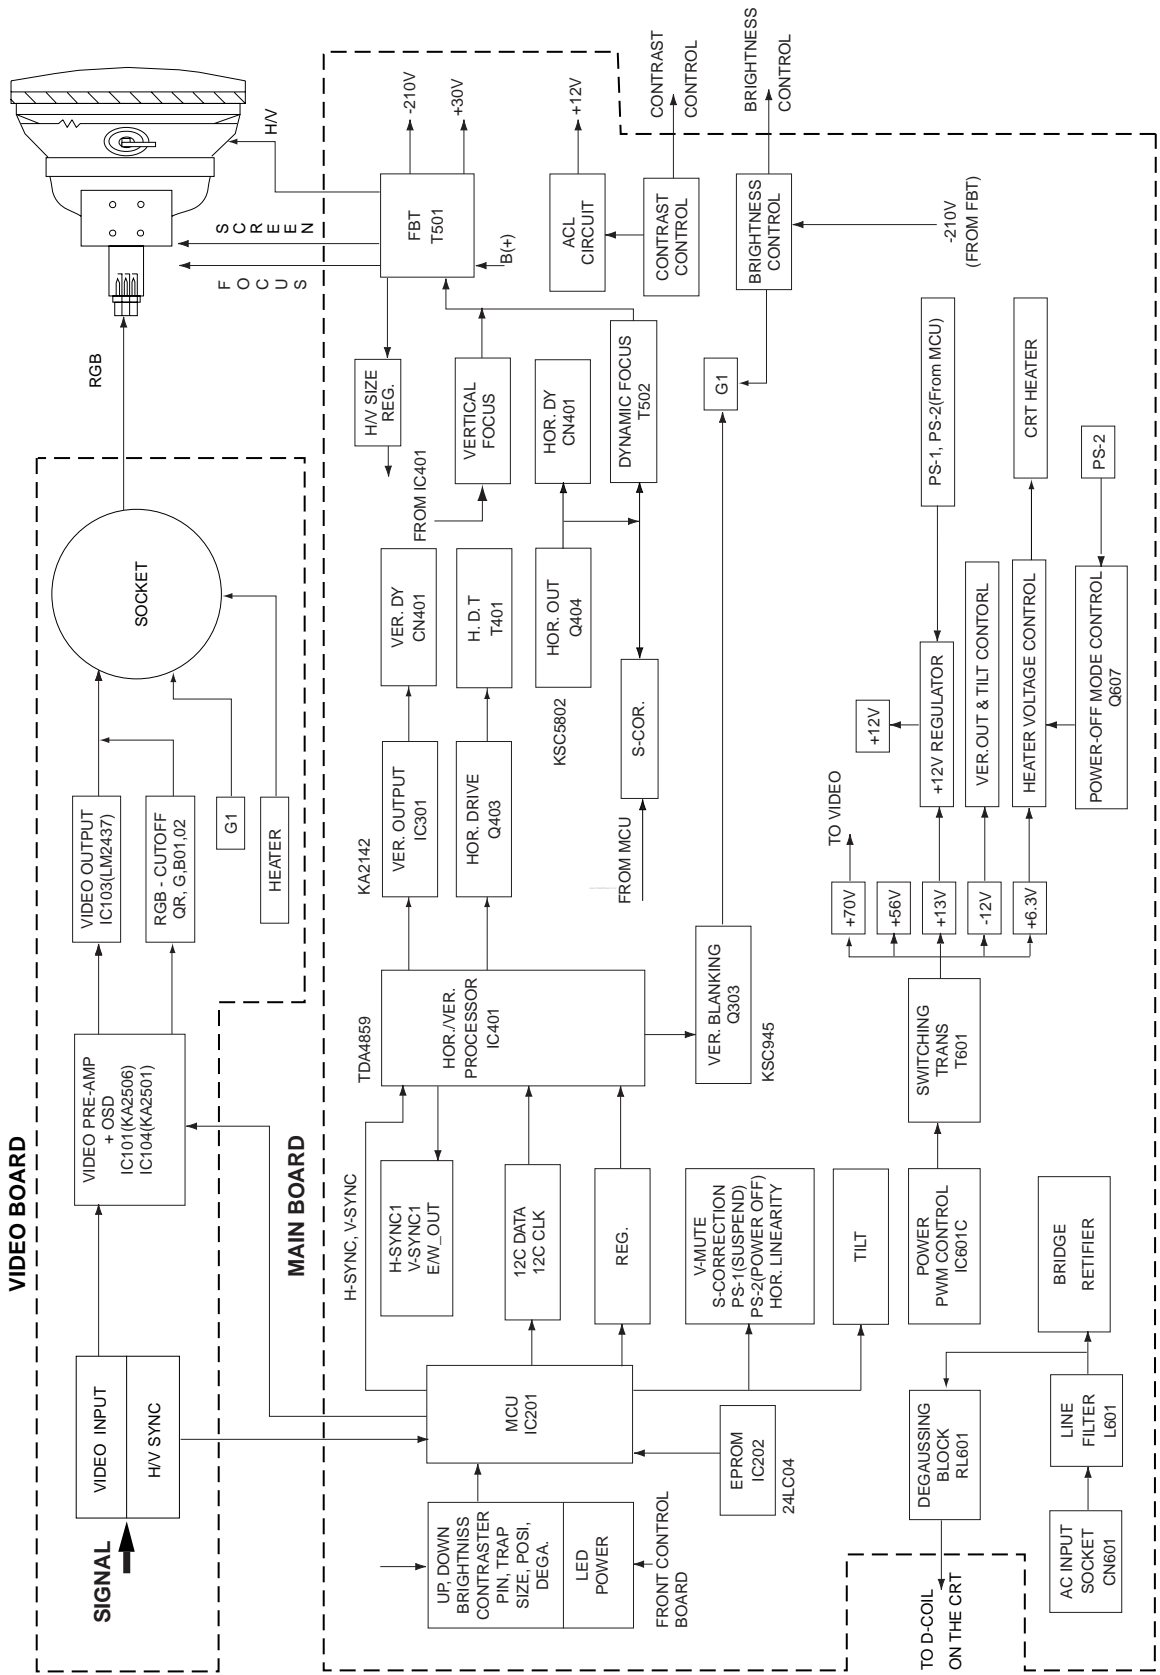 VIDEO BOARD
SIGNAL
VIDEO INPUT
H/V SYNC
VIDEO PRE-AMP
+ OSD
IC101(KA2506)
IC104(KA2501)
VIDEO OUTPUT
IC103(LM2437)
RGB - CUTOFF
QR, G,B01,02
G1
HEATER
SOCKET
RGB
FOCUS
SCREEN
H/V
MAIN BOARD
UP, DOWN
BRIGHTNISS
CONTRASTER
PIN, TRAP
SIZE, POSI,
DEGA.
LED
POWER
FRONT CONTROL
BOARD
MCU
IC201
EPROM
IC202
24LC04
H-SYNC, V-SYNC
H-SYNC1
V-SYNC1
E/W_OUT
12C DATA
12C CLK
REG.
V-MUTE
S-CORRECTION
PS-1(SUSPEND)
PS-2(POWER OFF)
HOR. LINEARITY
TILT
TDA4859
HOR./VER.
PROCESSOR
IC401
VER. BLANKING
Q303
KSC945
KA2142
VER. OUTPUT
IC301
HOR. DRIVE
Q403
VER. DY
CN401
H. D. T
T401
FROM MCU
S-COR.
KSC5802
HOR. OUT
Q404
HOR. DY
CN401
DYNAMIC FOCUS
T502
FROM IC401
VERTICAL
FOCUS
H/V SIZE
REG.
FBT
T501
B(+)
-210V
+30V
ACL
CIRCUIT
+12V
CONTRAST
CONTROL
CONTRAST
CONTROL
G1
BRIGHTNESS
CONTROL
BRIGHTNESS
CONTROL
-210V
(FROM FBT)
AC INPUT
SOCKET
CN601
LINE
FILTER
L601
BRIDGE
RETIFIER
DEGAUSSING
BLOCK
RL601
TO D-COIL
ON THE CRT
POWER
PWM CONTROL
IC601C
SWITCHING
TRANS
T601
+70V
+56V
+13V
-12V
+6.3V
TO VIDEO
+12V
+12V REGULATOR
VER.OUT & TILT CONTORL
HEATER VOLTAGE CONTROL
POWER-OFF MODE CONTROL
Q607
PS-1, PS-2(From MCU)
CRT HEATER
PS-2